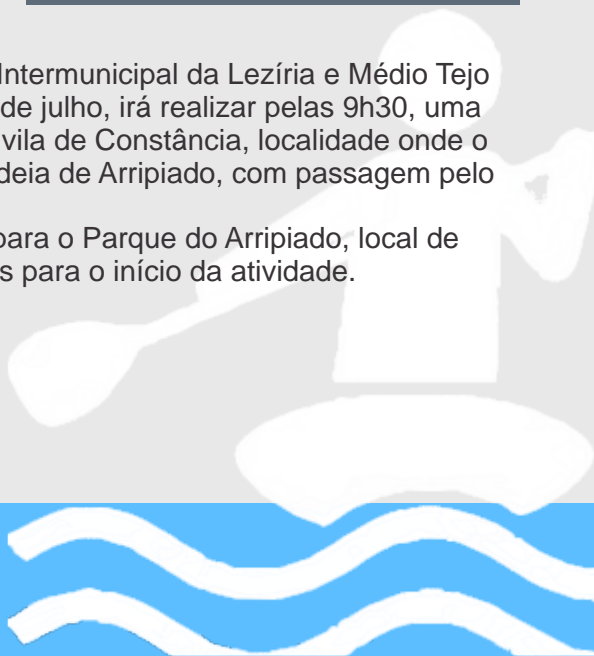 Intermunicipal da Lezíria e Médio Tejo
de julho, irá realizar pelas 9h30, uma
vila de Constância, localidade onde o
deia de Arripiado, com passagem pelo
para o Parque do Arripiado, local de
s para o início da atividade.